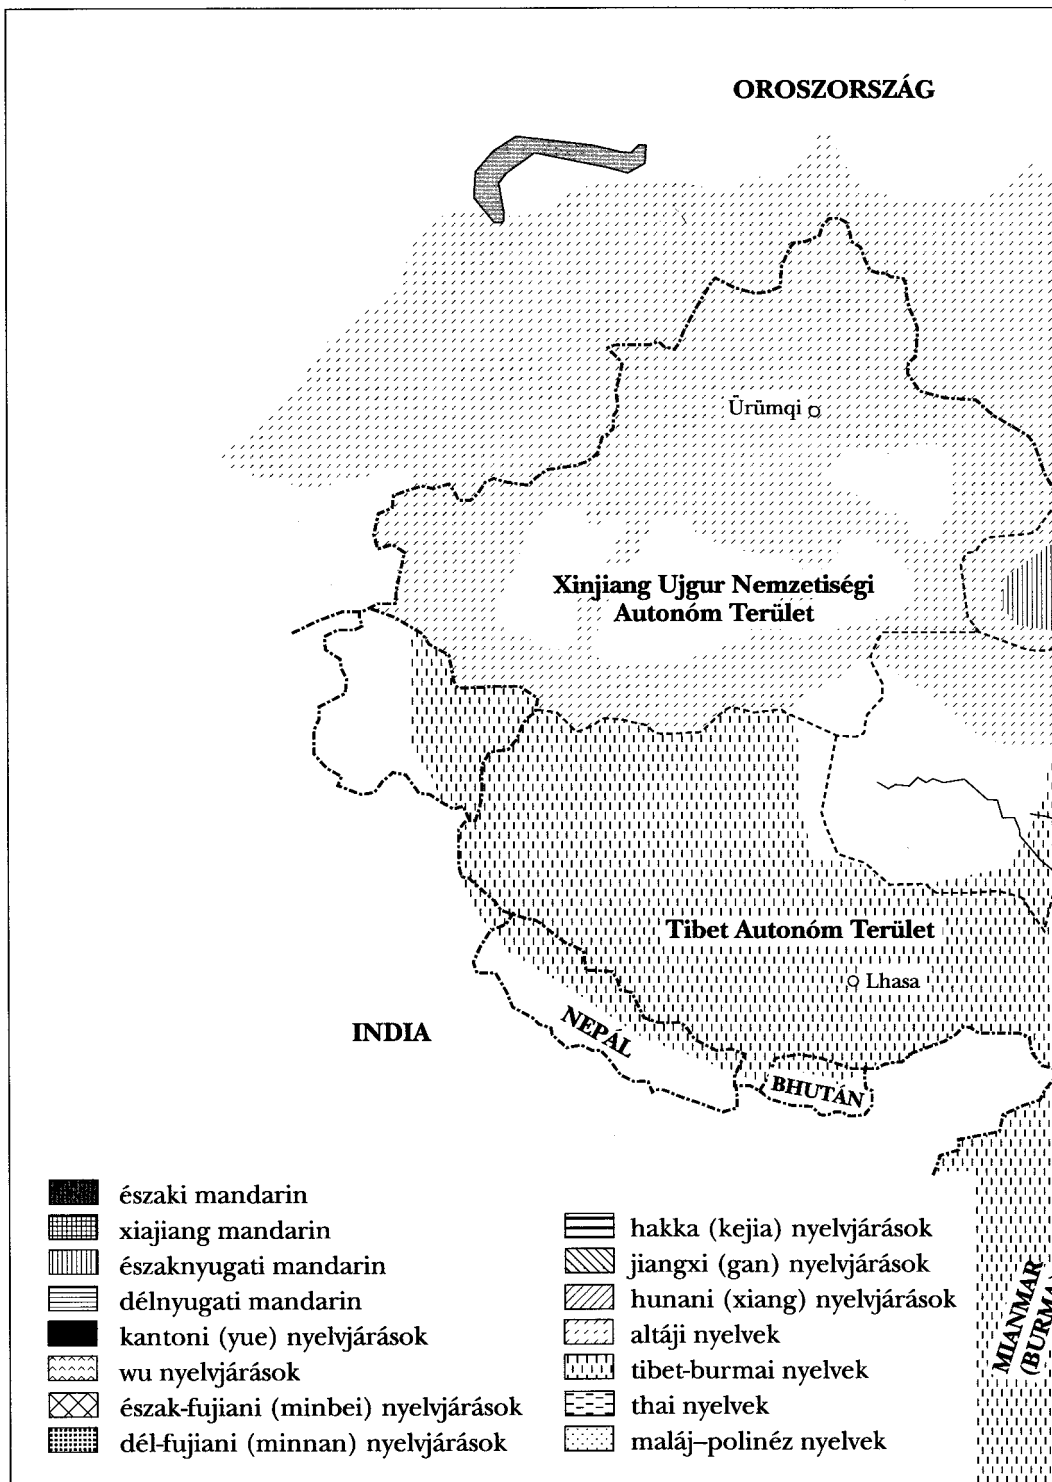 OROSZORSZÁG
Ürümqi
Xinjiang Ujgur Nemzetiségi
Autonóm Terület
Tibet Autonóm Terület
Lhasa
INDIA
NEPÁL
BHUTÁN
MIANMAR
(BURMA
északi mandarin
xiajiang mandarin
északnyugati mandarin
délnyugati mandarin
kantoni (yue) nyelvjárások
wu nyelvjárások
észak-fujiani (minbei) nyelvjárások
dél-fujiani (minnan) nyelvjárások
hakka (kejia) nyelvjárások
jiangxi (gan) nyelvjárások
hunani (xiang) nyelvjárások
altáji nyelvek
tibet-burmai nyelvek
thai nyelvek
maláj–polinéz nyelvek